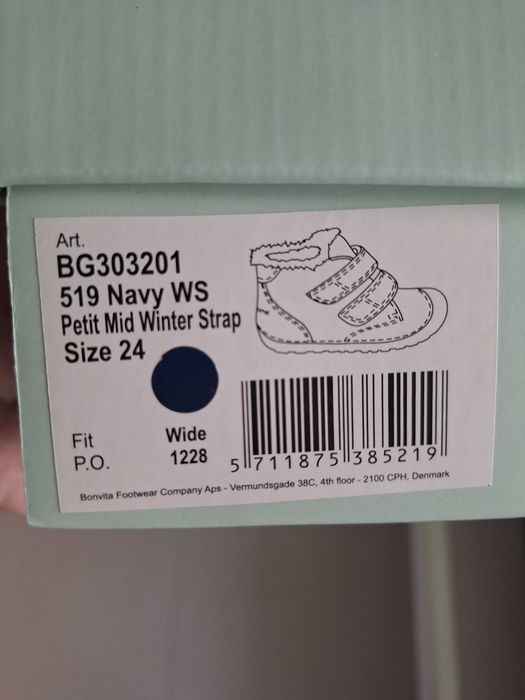 Art.
BG303201
519 Navy WS
Petit Mid Winter Strap
Size 24
Fit Wide
P.O. 1228
5 711875 385219
Bonvita Footwear Company Aps - Vermundsgade 38C, 4th floor - 2100 CPH, Denmark